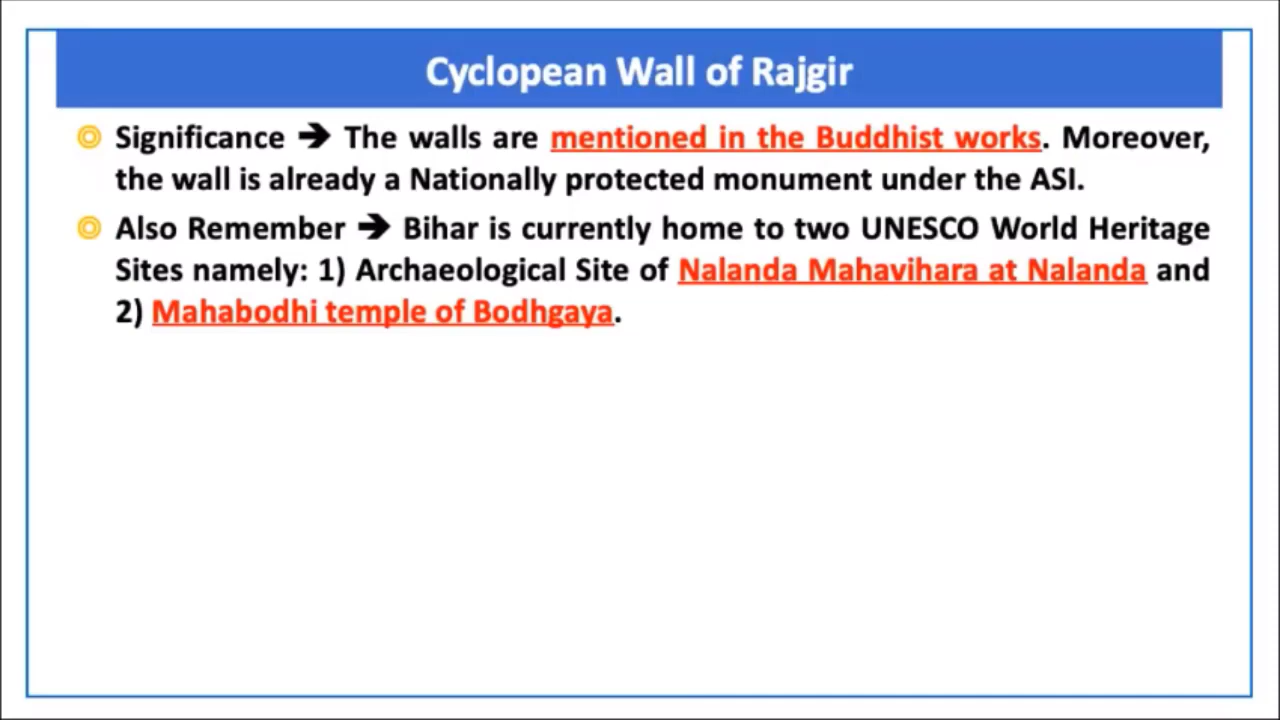 Cyclopean Wall of Rajgir
Significance ➔ The walls are mentioned in the Buddhist works. Moreover,
the wall is already a Nationally protected monument under the ASI.
Also Remember ➔ Bihar is currently home to two UNESCO World Heritage
Sites namely: 1) Archaeological Site of Nalanda Mahavihara at Nalanda and
2) Mahabodhi temple of Bodhgaya.